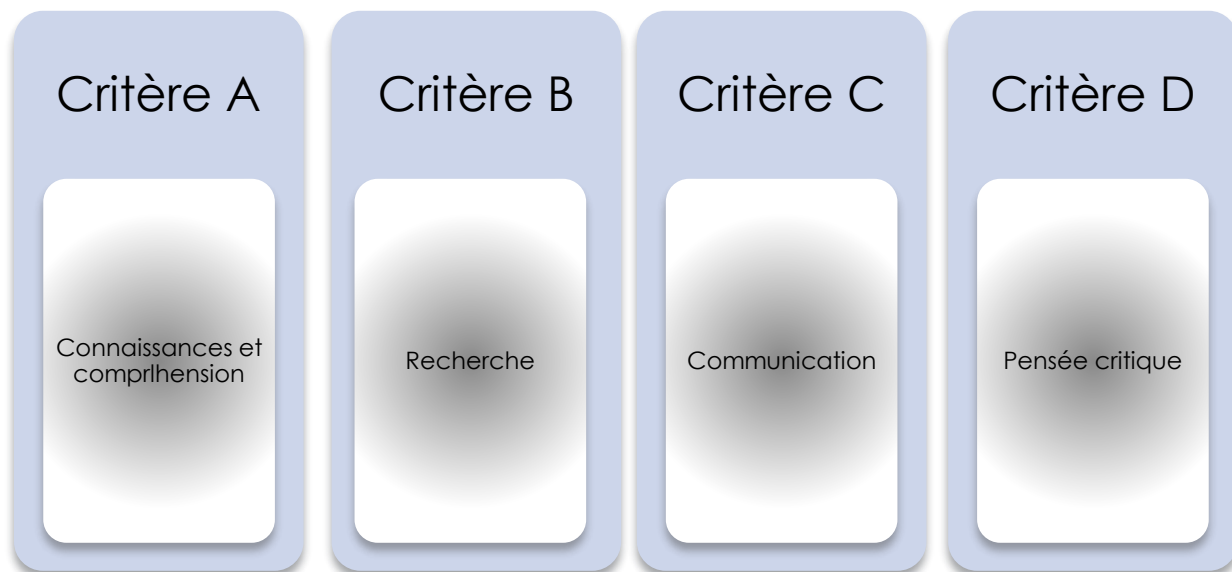 Critère A
Connaissances et
comprlhension
Critère B
Recherche
Critère C
Communication
Critère D
Pensée critique